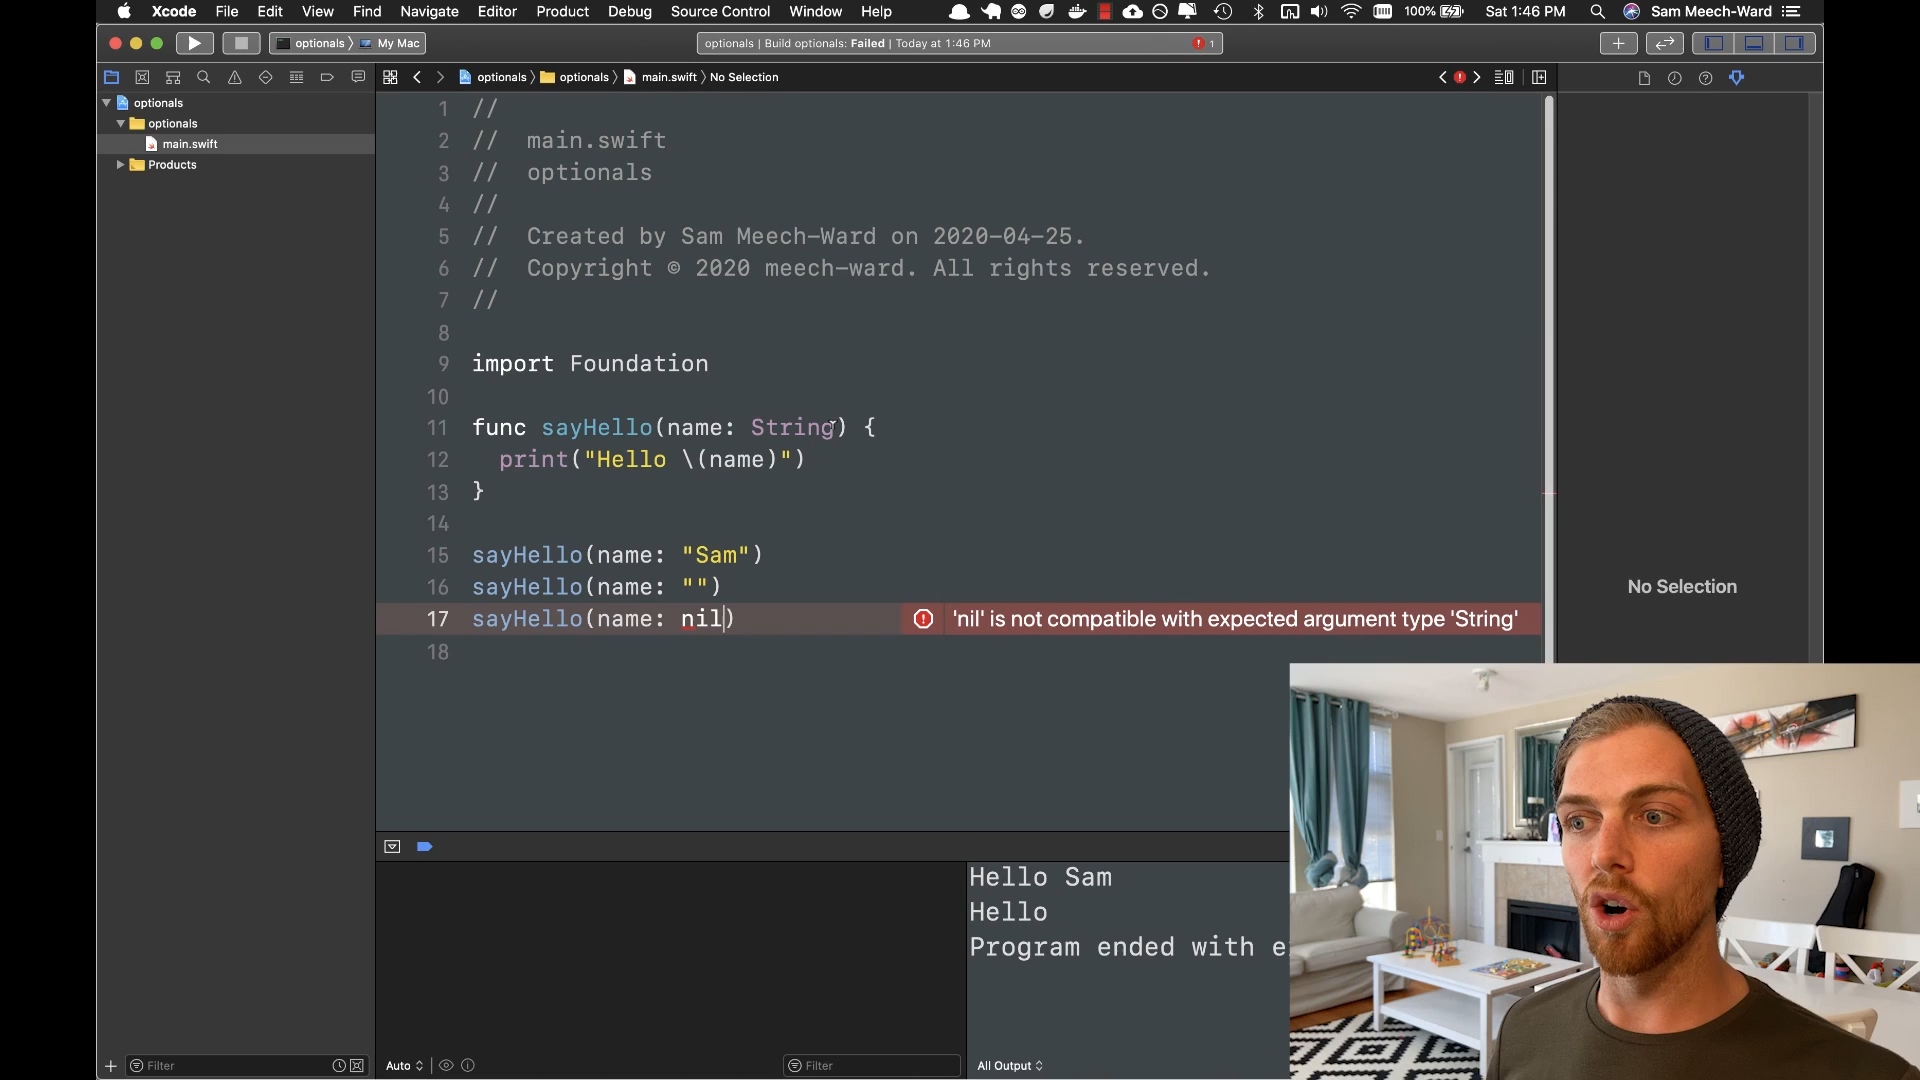 Xcode File Edit View Find Navigate Editor Product Debug Source Control Window Help 100% Sat 1:46 PM Sam Meech-Ward
optionals My Mac optionals | Build optionals: Failed | Today at 1:46 PM 1
optionals optionals main.swift No Selection
optionals
optionals
main.swift
Products
1 //
2 // main.swift
3 // optionals
4 //
5 // Created by Sam Meech-Ward on 2020-04-25.
6 // Copyright © 2020 meech-ward. All rights reserved.
7 //
8
9 import Foundation
10
11 func sayHello(name: String) {
12 print("Hello \(name)")
13 }
14
15 sayHello(name: "Sam")
16 sayHello(name: "")
17 sayHello(name: nil) 'nil' is not compatible with expected argument type 'String'
18
No Selection
Hello Sam
Hello
Program ended with e
Filter Auto Filter All Output